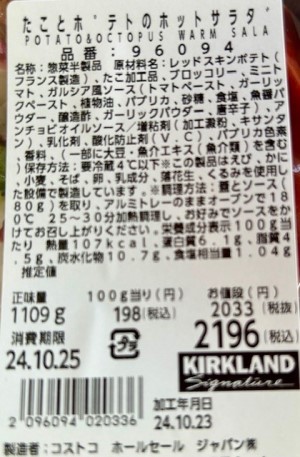 たことポテトのホットサラダ
POTATO&OCTOPUS WARM SALA
品番：96094
名称：惣菜半製品 原材料名：レッドスキンポテト(
フランス製造)、たこ加工品、ブロッコリー、ミニト
マト、ガルシア風ソース(トマトペースト、ガーリッ
クペースト、植物油、パプリカ、砂糖、食塩、魚醤パ
ウダー、醸造酢、ガーリックパウダー、唐辛子)、ア
ンチョビオイルソース/増粘剤(加工澱粉、キサンタ
ン)、乳化剤、酸化防止剤(V.、パプリカ色素
、香料、(一部に大豆・魚介エキス(魚介類)を含む
)保存方法：要冷蔵4℃以下※この製品はえび、かに
、小麦、そば、卵、乳成分、落花生、くるみを使用し
た設備で製造しています。※調理方法：蓋とソース(
88g)を取り、アルミトレーのままオーブンで18
0℃ 25～30分加熱調理し、お好みでソースをか
けてお召し上がりください。栄養成分表示100g当
たり 熱量107kcal、蛋白質6.1g、脂質4
.5g、炭水化物10.7g、食塩相当量1.04g
推定値
正味量 100g当り(円) お値段(円)
1109g 198(税込) 2033(税抜)
消費期限 2196(税込)
24.10.25
KIRKLAND
Signature
加工年月日
2 096094 020336 24.10.23
製造者：コストコ ホールセール ジャパン㈱